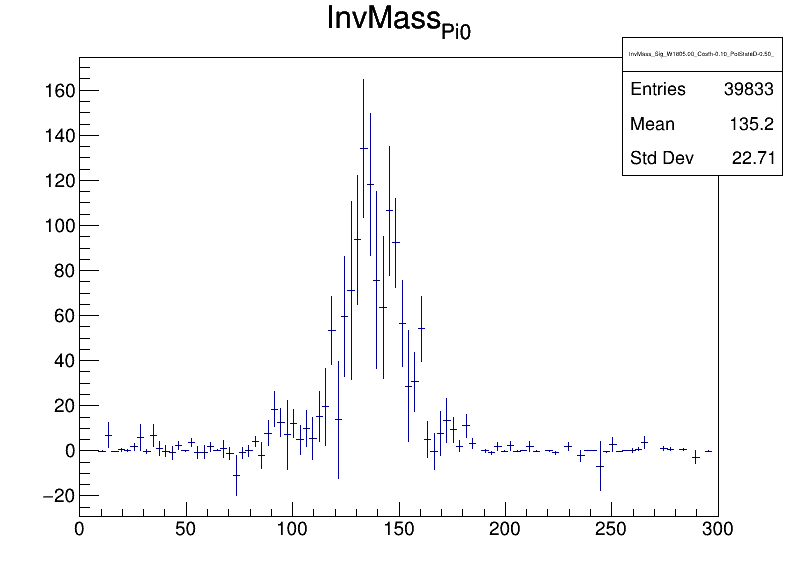 InvMass_Pi0
InvMass_Sig_W1805.00_Costh-0.10_PolStateD-0.50_
Entries 39833
Mean 135.2
Std Dev 22.71
160
140
120
100
80
60
40
20
0
−20
0 50 100 150 200 250 300